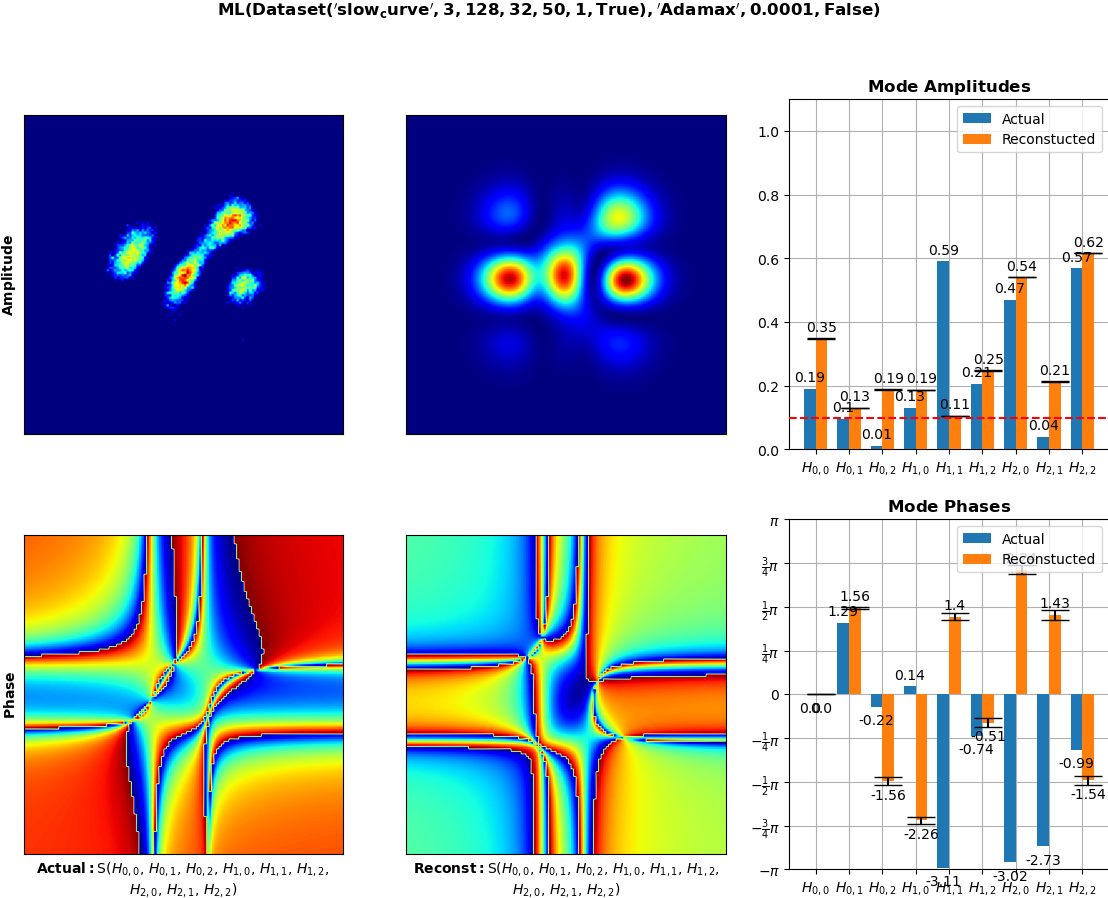 ML(Dataset(′slow_curve′, 3, 128, 32, 50, 1, True), ′Adamax′, 0.0001, False)
Amplitude
Mode Amplitudes
Actual
Reconstucted
1.0
0.8
0.6
0.4
0.2
0.0
0.19
0.35
0.1
0.13
0.01
0.19
0.13
0.19
0.59
0.11
0.21
0.25
0.47
0.54
0.04
0.21
0.57
0.62
H0,0 H0,1 H0,2 H1,0 H1,1 H1,2 H2,0 H2,1 H2,2
Phase
Mode Phases
Actual
Reconstucted
π
3/4π
1/2π
1/4π
0
−1/4π
−1/2π
−3/4π
−π
0.0
0.0
1.29
1.56
-0.22
-1.56
0.14
-2.26
-3.11
1.4
-0.74
-0.51
-3.02
-2.73
1.43
-0.99
-1.54
H0,0 H0,1 H0,2 H1,0 H1,1 H1,2 H2,0 H2,1 H2,2
Actual: S(H0,0, H0,1, H0,2, H1,0, H1,1, H1,2,
H2,0, H2,1, H2,2)
Reconst: S(H0,0, H0,1, H0,2, H1,0, H1,1, H1,2,
H2,0, H2,1, H2,2)